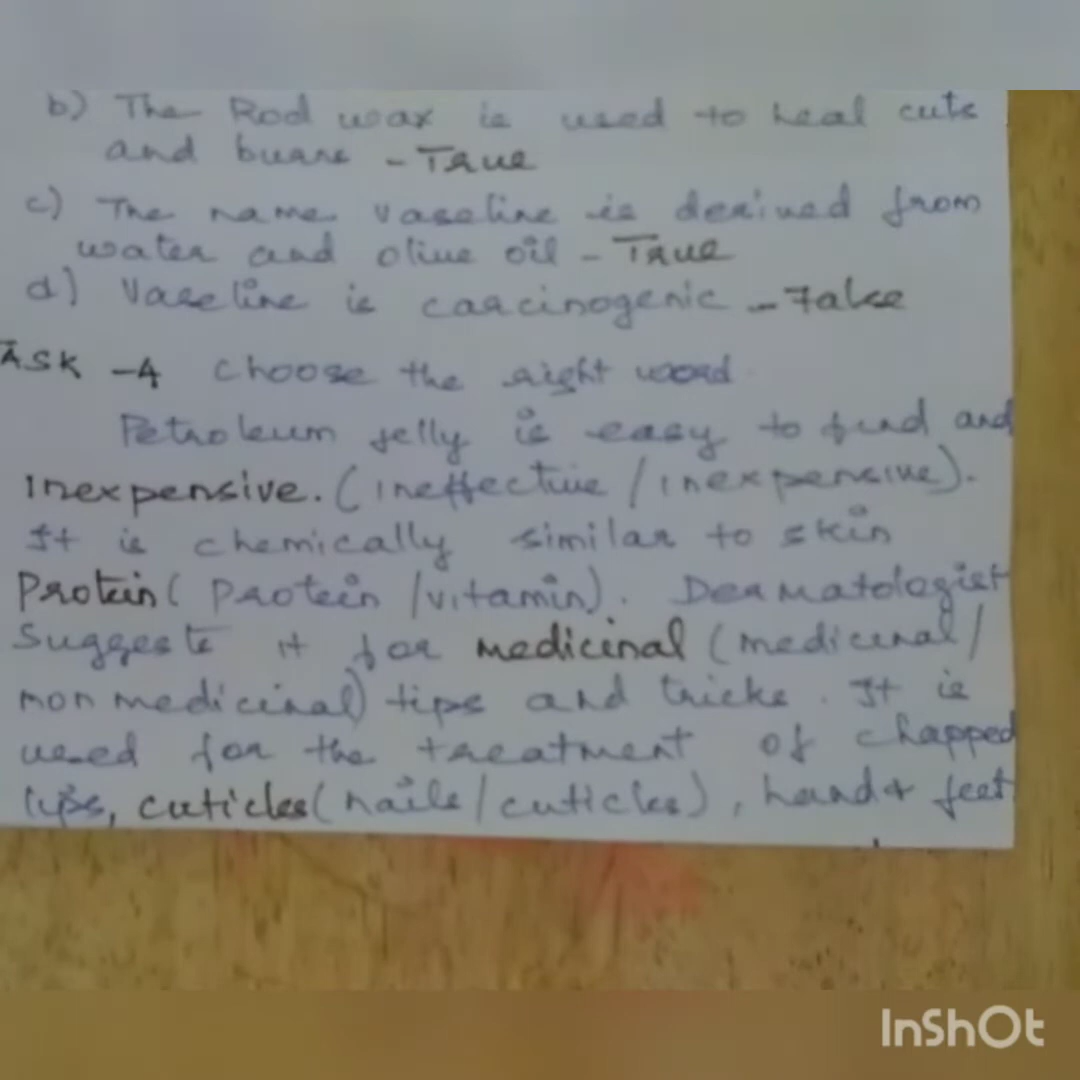 b) The Rod wax is used to heal cuts
and burns - True
c) The name vaseline is derived from
water and olive oil - True
d) Vaseline is carcinogenic - False
TASK -4 choose the right word
Petroleum jelly is easy to find and
inexpensive. (ineffective / inexpensive).
It is chemically similar to skin
Protein ( Protein / vitamin). Dermatologist
suggests it for medicinal (medicinal /
non medicinal) tips and tricks. It is
used for the treatment of chapped
lips, cuticles (nails / cuticles), hand & feet
InShOt